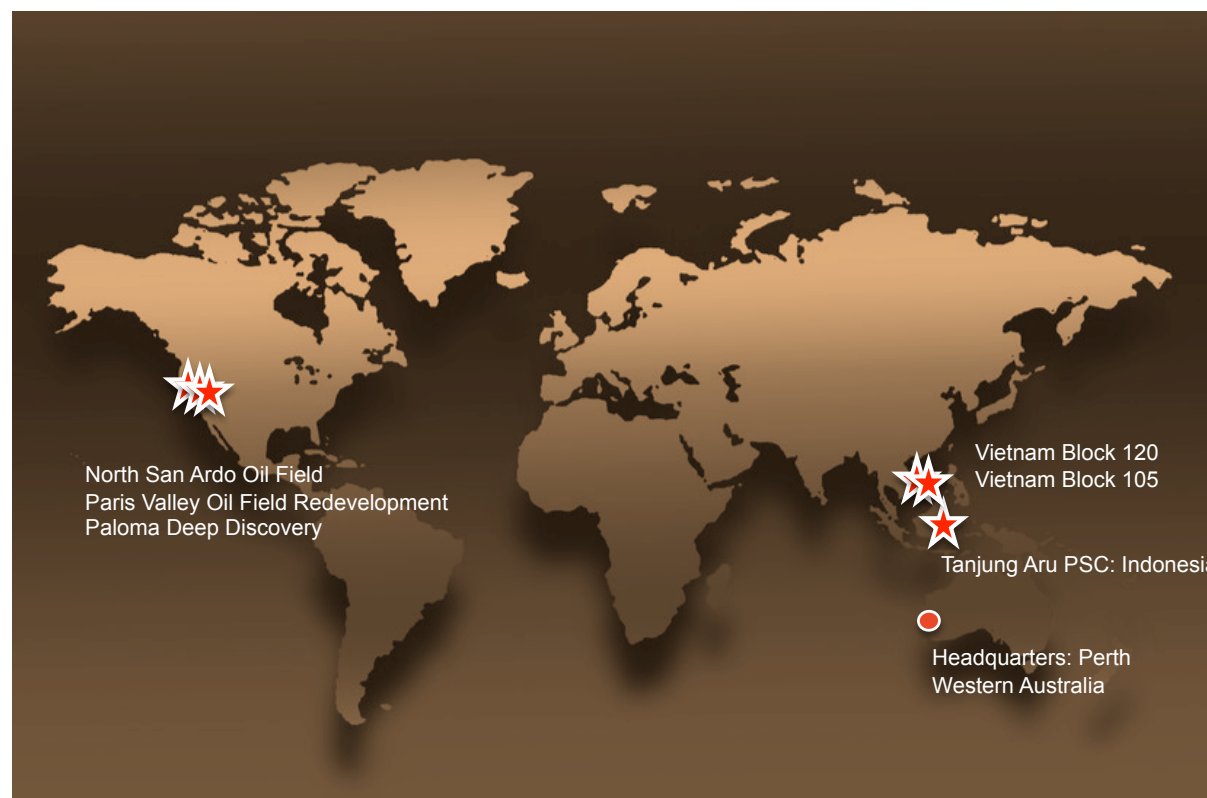 North San Ardo Oil Field
Paris Valley Oil Field Redevelopment
Paloma Deep Discovery
Vietnam Block 120
Vietnam Block 105
Tanjung Aru PSC: Indonesia
Headquarters: Perth
Western Australia